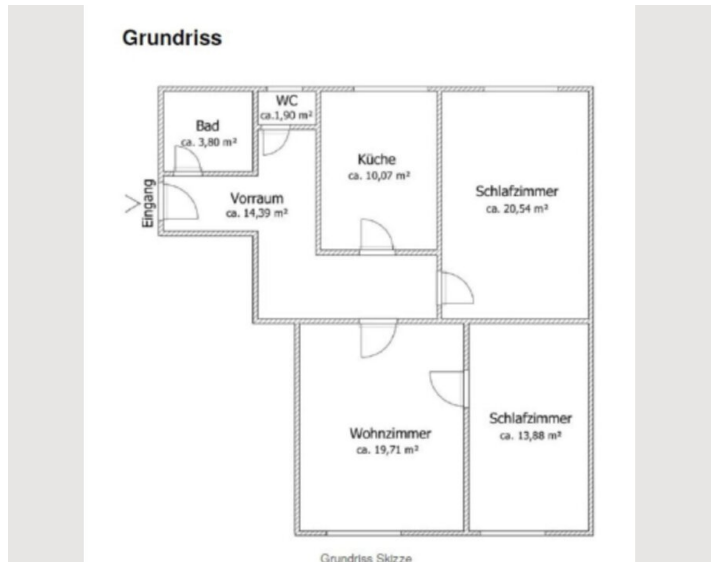 Grundriss
WC
ca.1,90 m²
Bad
ca. 3,80 m²
Küche
ca. 10,07 m²
Eingang
Vorraum
ca. 14,39 m²
Schlafzimmer
ca. 20,54 m²
Wohnzimmer
ca. 19,71 m²
Schlafzimmer
ca. 13,88 m²
Grundriss Skizze